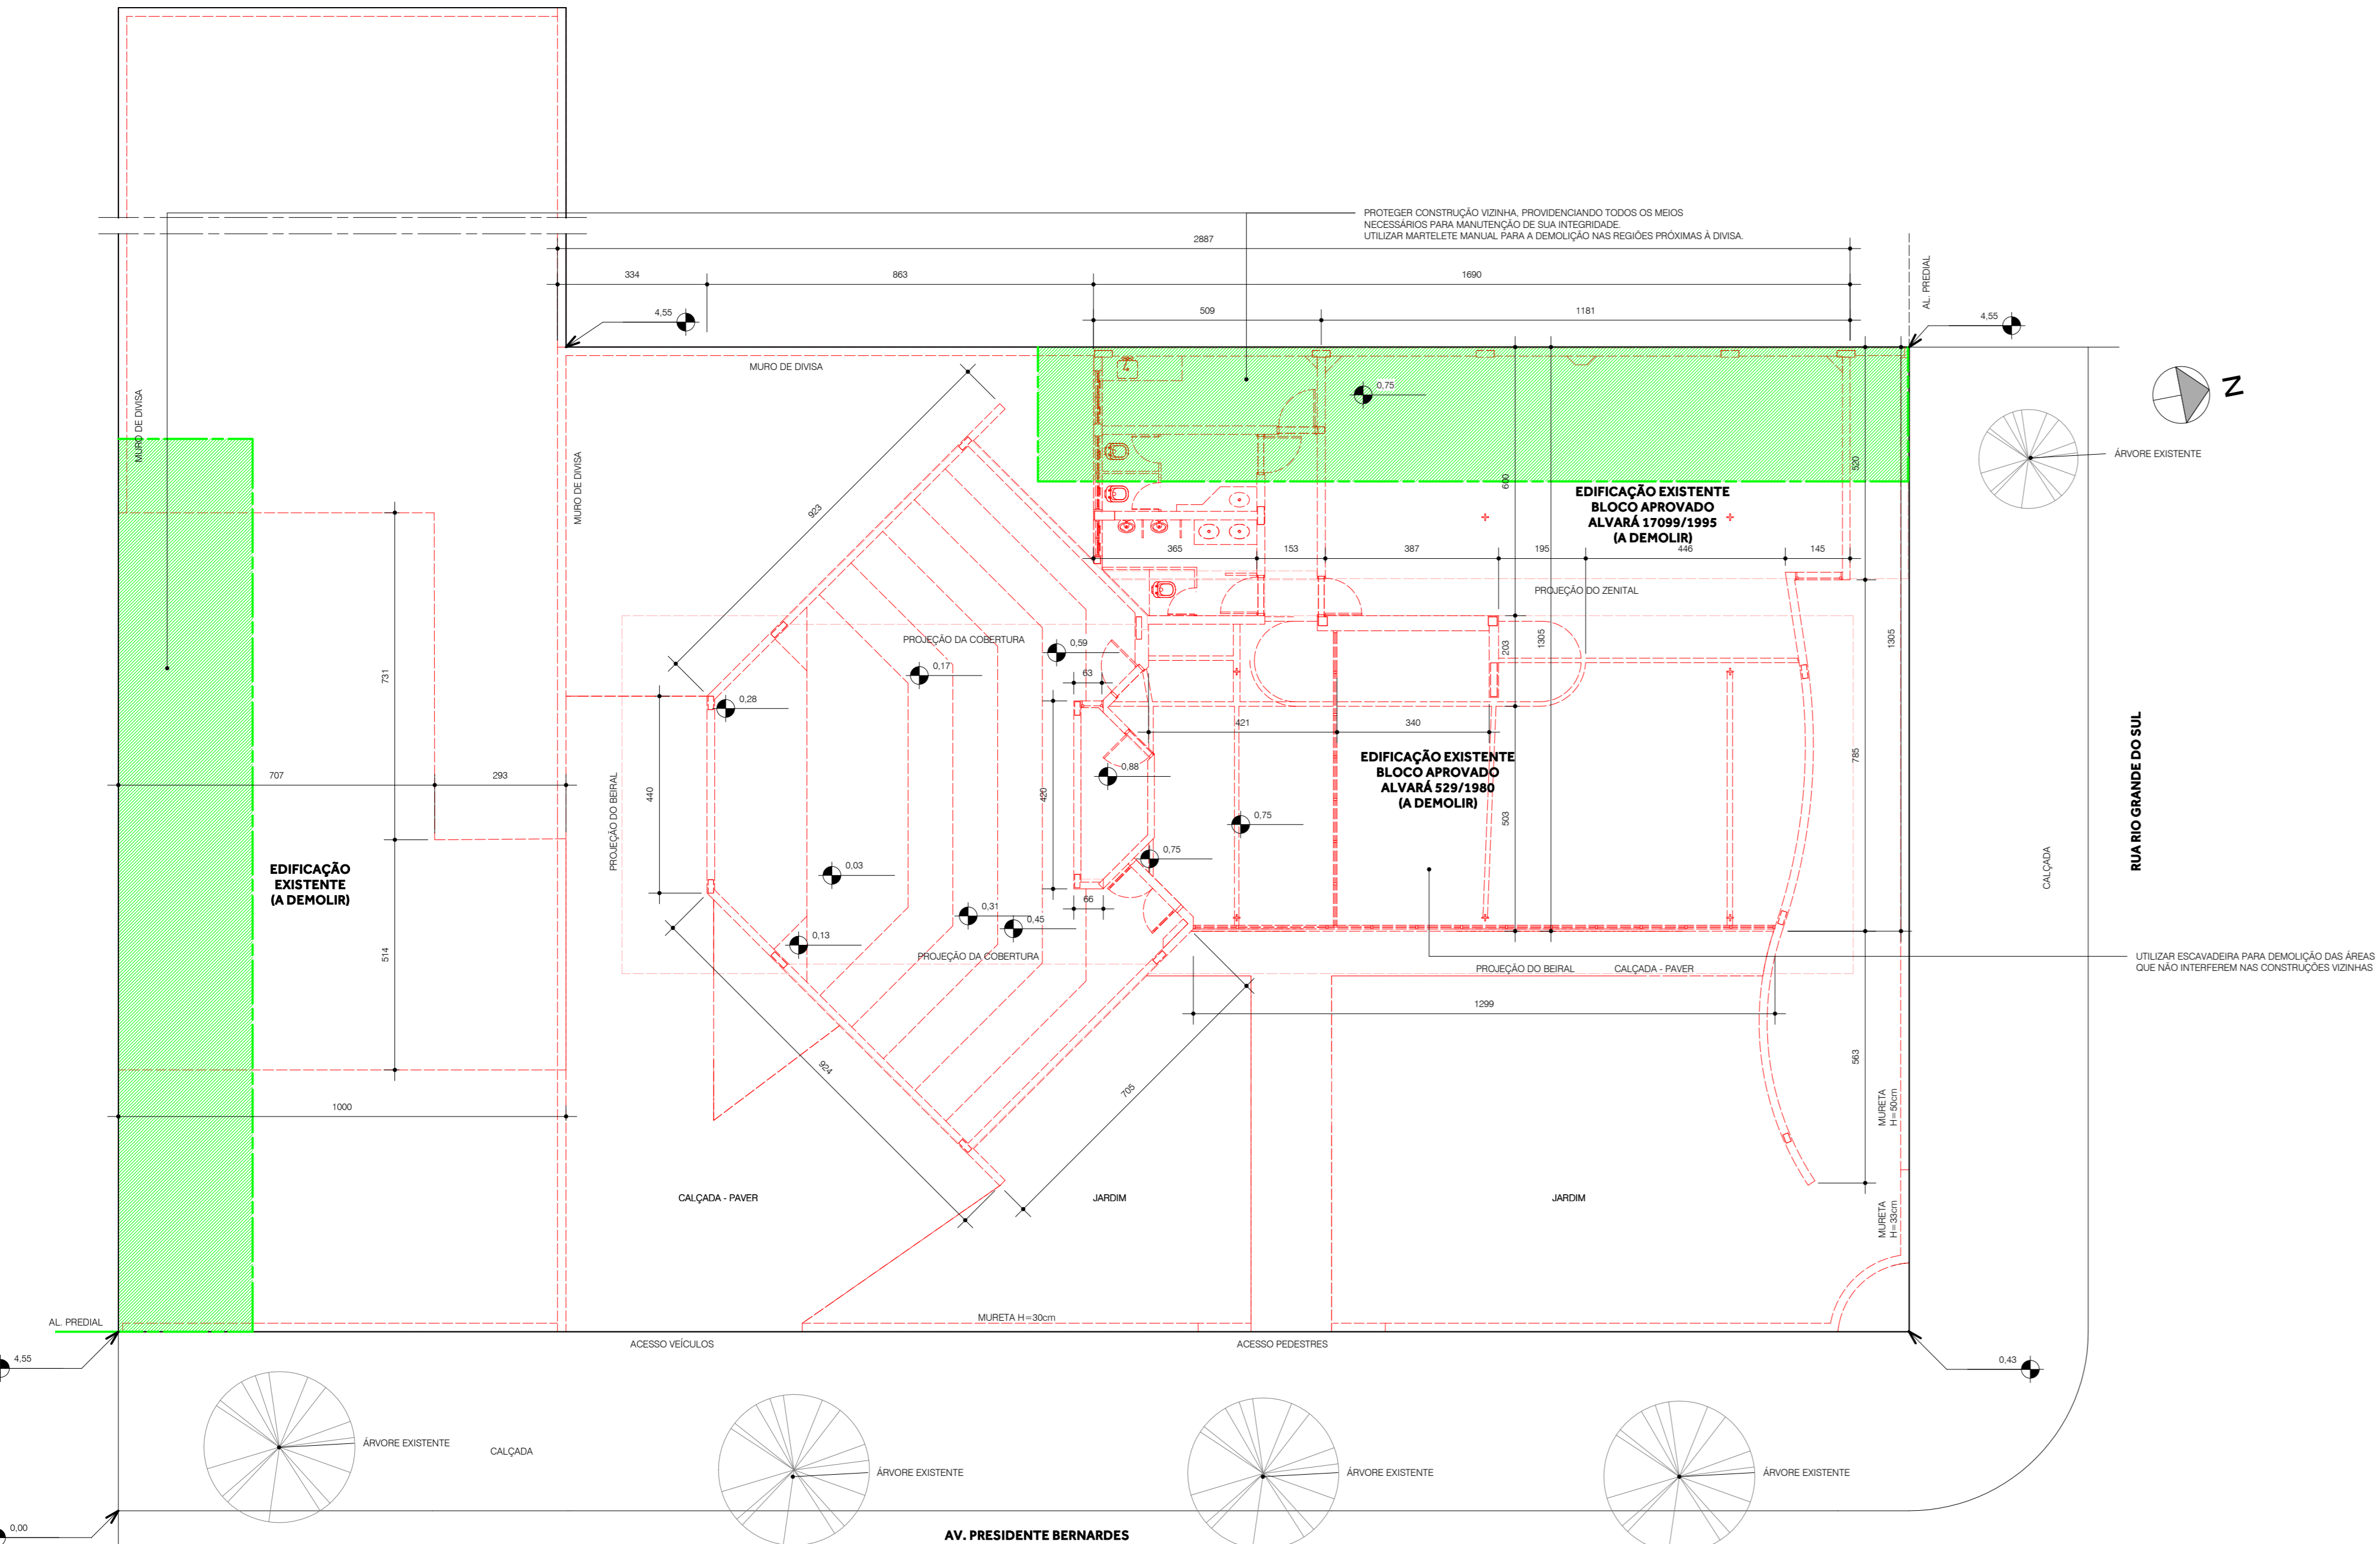 PROTEGER CONSTRUÇÃO VIZINHA, PROVIDENCIANDO TODOS OS MEIOS
NECESSÁRIOS PARA MANUTENÇÃO DE SUA INTEGRIDADE.
UTILIZAR MARTELETE MANUAL PARA A DEMOLIÇÃO NAS REGIÕES PRÓXIMAS À DIVISA.
2887
334
863
1690
AL. PREDIAL
4,55
509
1181
4,55
MURO DE DIVISA
0,75
N
MURO DE DIVISA
MURO DE DIVISA
ÁRVORE EXISTENTE
520
600
EDIFICAÇÃO EXISTENTE
BLOCO APROVADO
ALVARÁ 17099/1995
(A DEMOLIR)
923
365
153
387
195
446
145
PROJEÇÃO DO ZENITAL
PROJEÇÃO DA COBERTURA
0,59
203
1305
1305
0,17
63
731
0,28
421
340
RUA RIO GRANDE DO SUL
EDIFICAÇÃO EXISTENTE
BLOCO APROVADO
ALVARÁ 529/1980
(A DEMOLIR)
785
707
293
PROJEÇÃO DO BEIRAL
440
420
0,88
0,75
503
0,75
EDIFICAÇÃO
EXISTENTE
(A DEMOLIR)
0,03
CALÇADA
66
0,31
0,45
0,13
514
PROJEÇÃO DA COBERTURA
PROJEÇÃO DO BEIRAL
CALÇADA - PAVER
UTILIZAR ESCAVADEIRA PARA DEMOLIÇÃO DAS ÁREAS
QUE NÃO INTERFEREM NAS CONSTRUÇÕES VIZINHAS
1299
924
705
563
1000
MURETA
H=50cm
CALÇADA - PAVER
JARDIM
JARDIM
MURETA
H=33cm
MURETA H=30cm
AL. PREDIAL
ACESSO VEÍCULOS
ACESSO PEDESTRES
4,55
0,43
ÁRVORE EXISTENTE
CALÇADA
ÁRVORE EXISTENTE
ÁRVORE EXISTENTE
ÁRVORE EXISTENTE
0,00
AV. PRESIDENTE BERNARDES